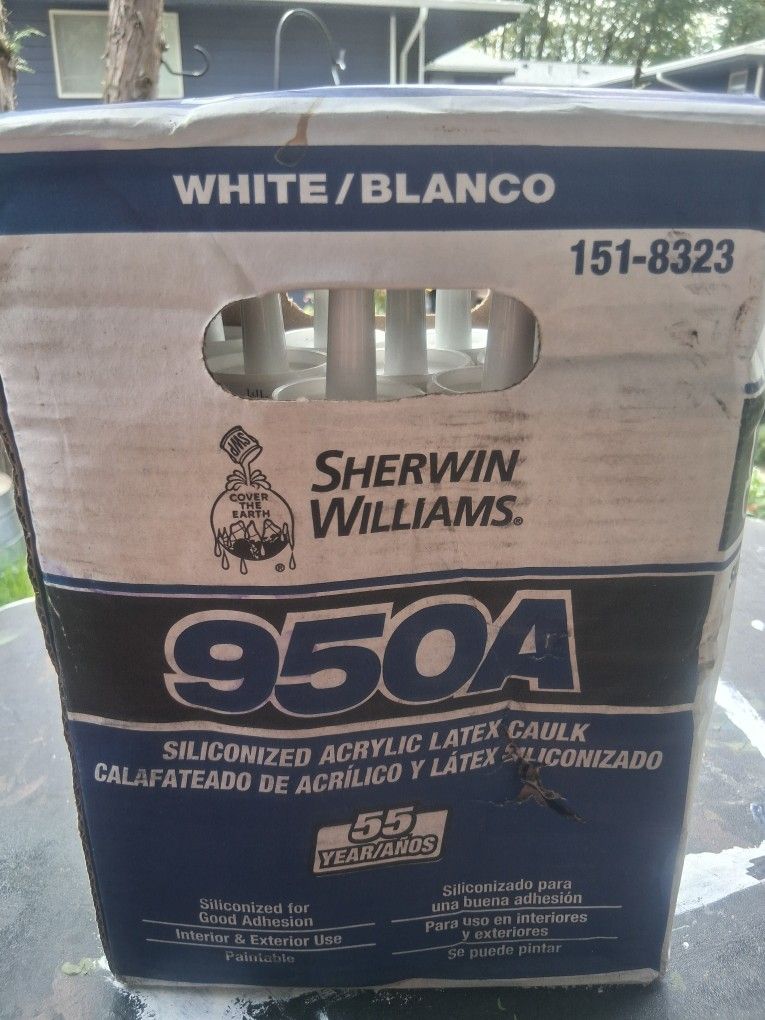 WHITE/BLANCO
151-8323
SWP
COVER
THE
EARTH
®
SHERWIN
WILLIAMS®
950A
SILICONIZED ACRYLIC LATEX CAULK
CALAFATEADO DE ACRÍLICO Y LÁTEX SILICONIZADO
55
YEAR/AÑOS
Siliconized for
Good Adhesion
Interior & Exterior Use
Paintable
Siliconizado para
una buena adhesión
Para uso en interiores
y exteriores
Se puede pintar